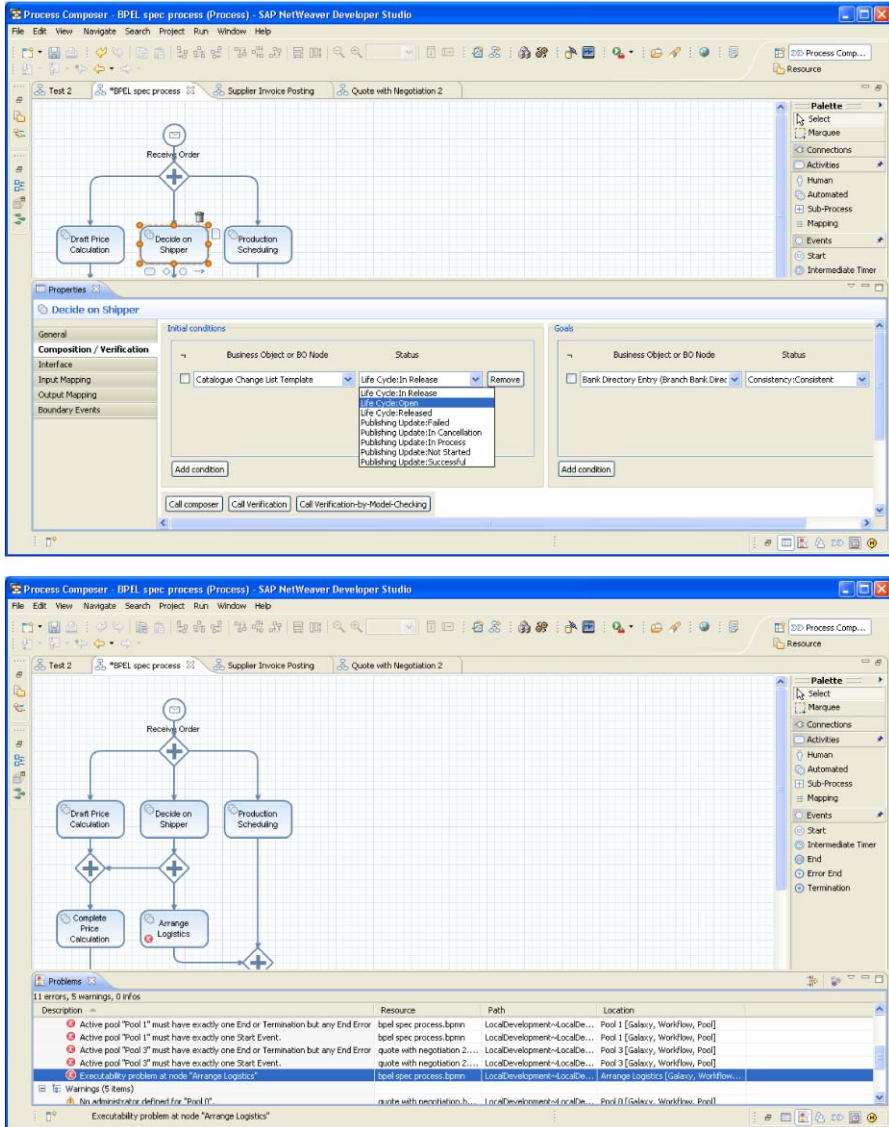 Process Composer - BPEL spec process (Process) - SAP NetWeaver Developer Studio
File Edit View Navigate Search Project Run Window Help
Process Comp...
Resource
Test 2 *BPEL spec process Supplier Invoice Posting Quote with Negotiation 2
Receive Order
Draft Price Calculation
Decide on Shipper
Production Scheduling
Palette
Select
Marquee
Connections
Activities
Human
Automated
Sub-Process
Mapping
Events
Start
Intermediate Timer
Properties
Decide on Shipper
General
Composition / Verification
Interface
Input Mapping
Output Mapping
Boundary Events
Initial conditions
¬ Business Object or BO Node Status
Catalogue Change List Template Life Cycle:In Release Remove
Life Cycle:In Release
Life Cycle:Open
Life Cycle:Released
Publishing Update:Failed
Publishing Update:In Cancellation
Publishing Update:In Process
Publishing Update:Not Started
Publishing Update:Successful
Add condition
Goals
¬ Business Object or BO Node Status
Bank Directory Entry (Branch Bank Direc Consistency:Consistent
Add condition
Call composer Call Verification Call Verification-by-Model-Checking
Process Composer - BPEL spec process (Process) - SAP NetWeaver Developer Studio
File Edit View Navigate Search Project Run Window Help
Process Comp...
Resource
Test 2 *BPEL spec process Supplier Invoice Posting Quote with Negotiation 2
Receive Order
Draft Price Calculation
Decide on Shipper
Production Scheduling
Complete Price Calculation
Arrange Logistics
Palette
Select
Marquee
Connections
Activities
Human
Automated
Sub-Process
Mapping
Events
Start
Intermediate Timer
End
Error End
Termination
Problems
11 errors, 5 warnings, 0 infos
Description Resource Path Location
Active pool "Pool 1" must have exactly one End or Termination but any End Error bpel spec process.bpmn LocalDevelopment~LocalDe... Pool 1 [Galaxy, Workflow, Pool]
Active pool "Pool 1" must have exactly one Start Event. bpel spec process.bpmn LocalDevelopment~LocalDe... Pool 1 [Galaxy, Workflow, Pool]
Active pool "Pool 3" must have exactly one End or Termination but any End Error quote with negotiation 2.... LocalDevelopment~LocalDe... Pool 3 [Galaxy, Workflow, Pool]
Active pool "Pool 3" must have exactly one Start Event. quote with negotiation 2.... LocalDevelopment~LocalDe... Pool 3 [Galaxy, Workflow, Pool]
Executability problem at node "Arrange Logistics" bpel spec process.bpmn LocalDevelopment~LocalDe... Arrange Logistics [Galaxy, Workflow...
Warnings (5 items)
No administrator defined for "Pool 0". LocalDevelopment~LocalDe... Pool 0 [Galaxy, Workflow, Pool]
Executability problem at node "Arrange Logistics"